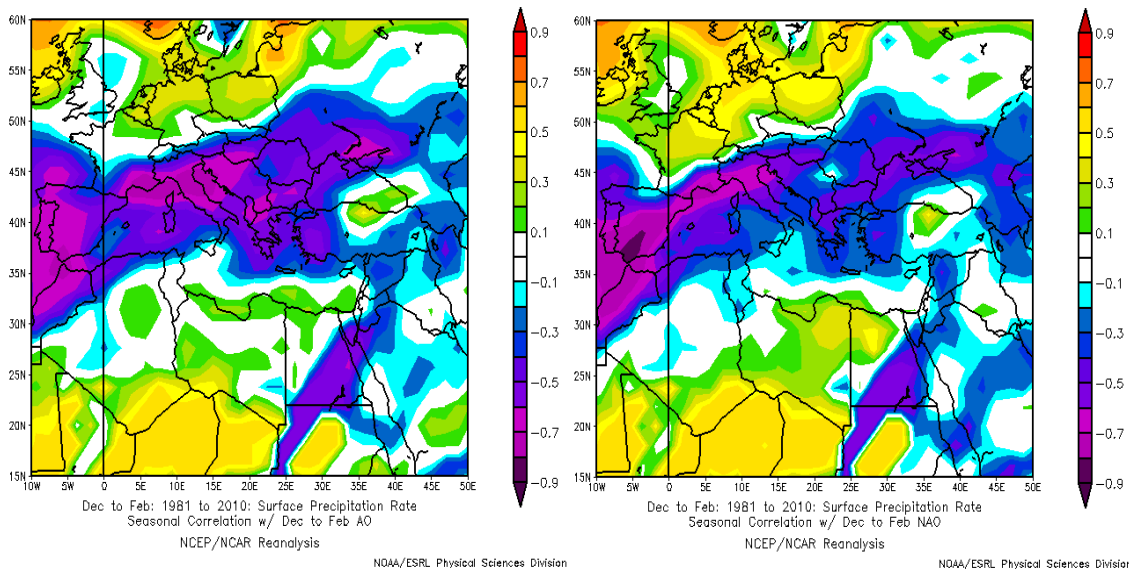 60N
55N
50N
45N
40N
35N
30N
25N
20N
15N
10W 5W 0 5E 10E 15E 20E 25E 30E 35E 40E 45E 50E
0.9
0.7
0.5
0.3
0.1
−0.1
−0.3
−0.5
−0.7
−0.9
Dec to Feb: 1981 to 2010: Surface Precipitation Rate
Seasonal Correlation w/ Dec to Feb AO
NCEP/NCAR Reanalysis
NOAA/ESRL Physical Sciences Division
60N
55N
50N
45N
40N
35N
30N
25N
20N
15N
10W 5W 0 5E 10E 15E 20E 25E 30E 35E 40E 45E 50E
0.9
0.7
0.5
0.3
0.1
−0.1
−0.3
−0.5
−0.7
−0.9
Dec to Feb: 1981 to 2010: Surface Precipitation Rate
Seasonal Correlation w/ Dec to Feb NAO
NCEP/NCAR Reanalysis
NOAA/ESRL Physical Sciences Division